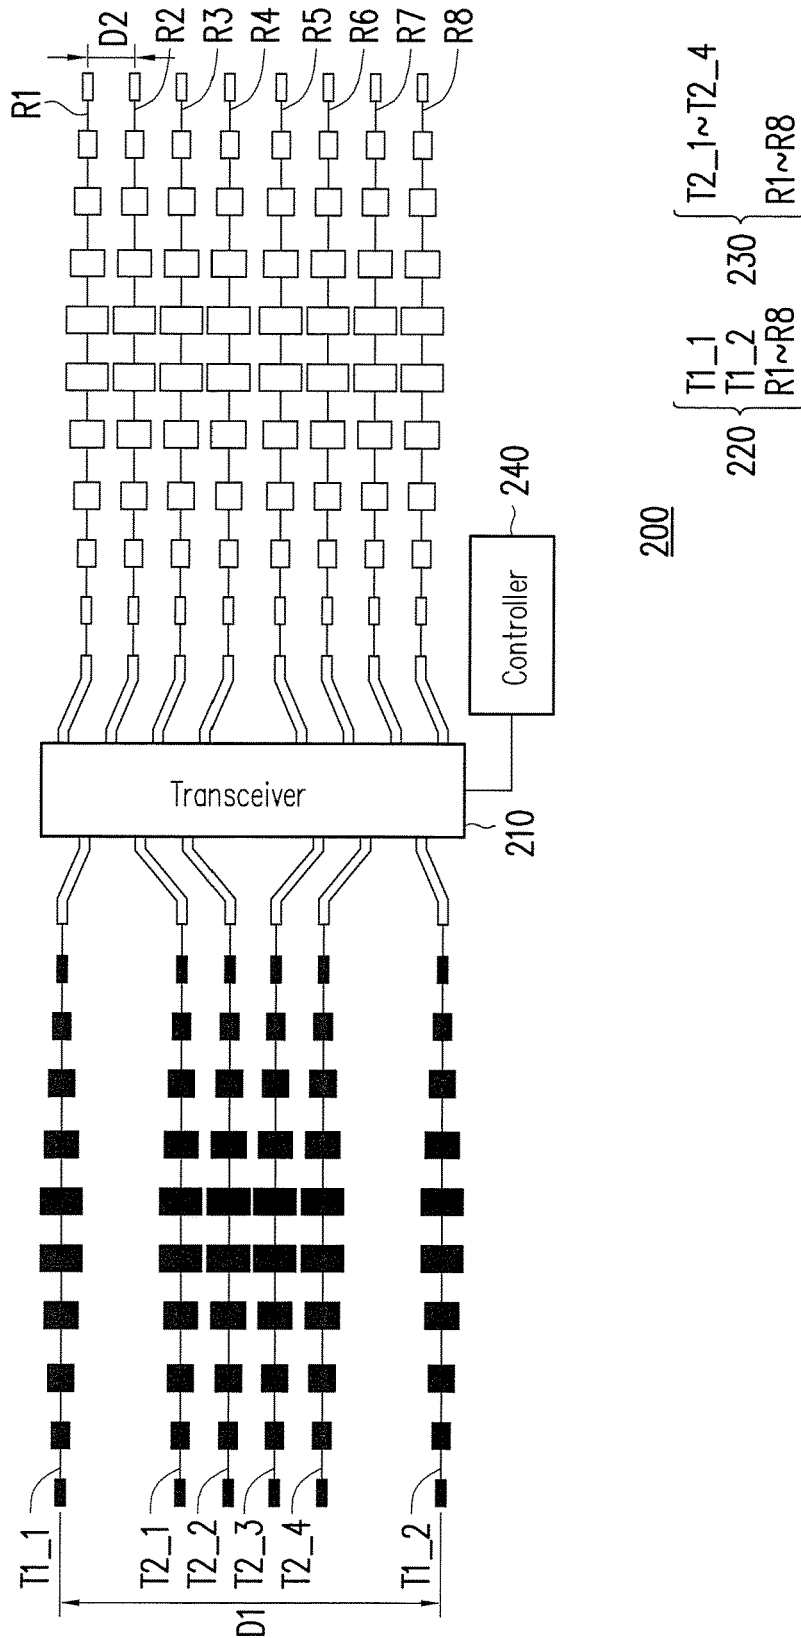 T1_1
T2_1
T2_2
T2_3
T2_4
T1_2
D1
Transceiver
210
Controller
240
R1
D2
R2
R3
R4
R5
R6
R7
R8
200
220
T1_1
T1_2
R1~R8
230
T2_1~T2_4
R1~R8